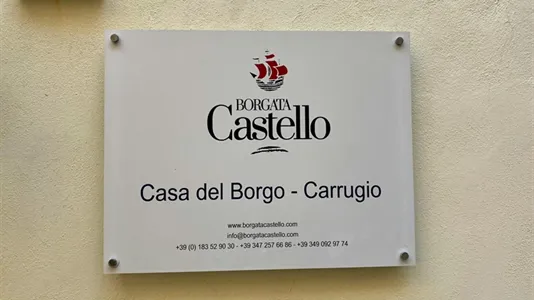 BORGATA
Castello
Casa del Borgo - Carrugio
www.borgatacastello.com
info@borgatacastello.com
+39 (0) 183 52 90 30 - +39 347 257 66 86 - +39 349 092 97 74